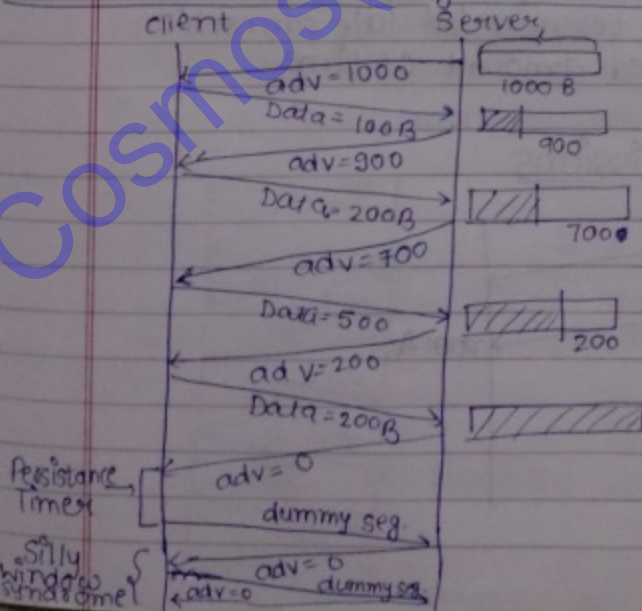 client Server
1000 B
adv=1000
Data= 100B
900
adv=900
Data= 200B
700
adv=700
Data=500
200
adv=200
Data=200B
adv=0
Persistance
Timer
dummy seg.
adv=0
Silly
window
syndrome
dummy seg
adv=0
Cosmos